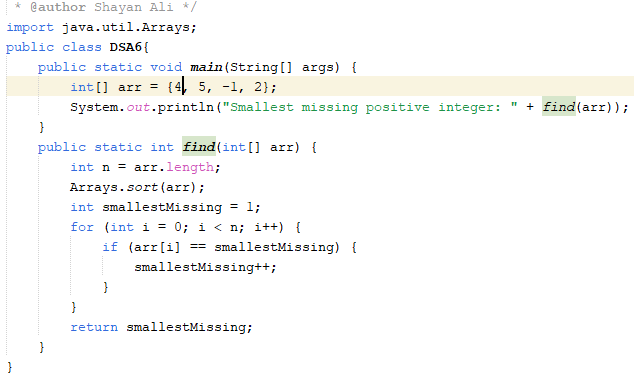 * @author Shayan Ali */
import java.util.Arrays;
public class DSA6{
    public static void main(String[] args) {
        int[] arr = {4, 5, -1, 2};
        System.out.println("Smallest missing positive integer: " + find(arr));
    }
    public static int find(int[] arr) {
        int n = arr.length;
        Arrays.sort(arr);
        int smallestMissing = 1;
        for (int i = 0; i < n; i++) {
            if (arr[i] == smallestMissing) {
                smallestMissing++;
            }
        }
        return smallestMissing;
    }
}